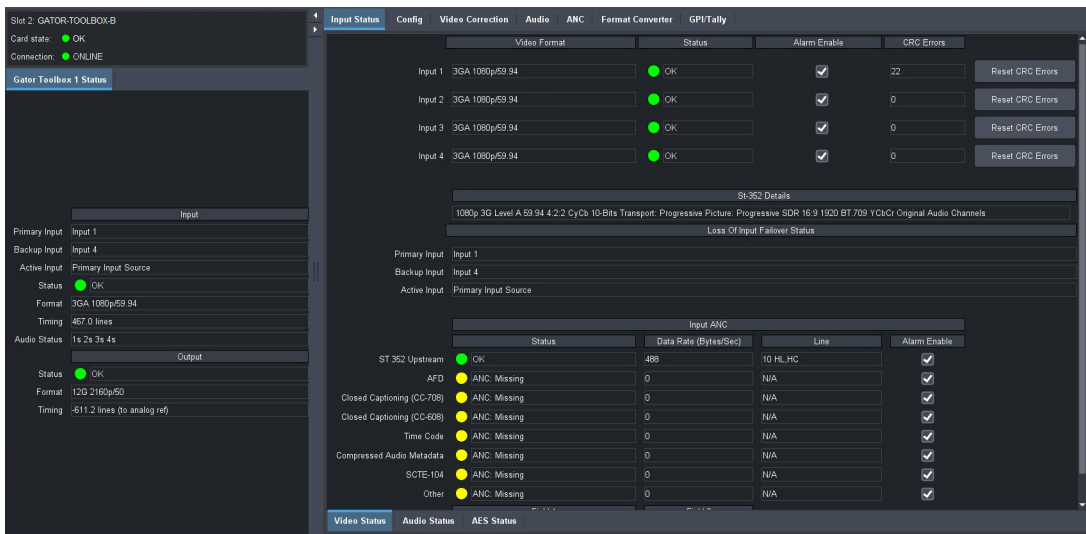 Slot 2: GATOR-TOOLBOX-B
Card state: OK
Connection: ONLINE
Gator Toolbox 1 Status
Input
Primary Input Input 1
Backup Input Input 4
Active Input Primary Input Source
Status OK
Format 3GA 1080p/59.94
Timing 467.0 lines
Audio Status 1s 2s 3s 4s
Output
Status OK
Format 12G 2160p/50
Timing -611.2 lines (to analog ref)
Input Status Config Video Correction Audio ANC Format Converter GPI/Tally
Video Format Status Alarm Enable CRC Errors
Input 1 3GA 1080p/59.94 OK 22 Reset CRC Errors
Input 2 3GA 1080p/59.94 OK 0 Reset CRC Errors
Input 3 3GA 1080p/59.94 OK 0 Reset CRC Errors
Input 4 3GA 1080p/59.94 OK 0 Reset CRC Errors
St-352 Details
1080p 3G Level A 59.94 4:2:2 CyCb 10-Bits Transport: Progressive Picture: Progressive SDR 16:9 1920 BT.709 YCbCr Original Audio Channels
Loss Of Input Failover Status
Primary Input Input 1
Backup Input Input 4
Active Input Primary Input Source
Input ANC
Status Data Rate (Bytes/Sec) Line Alarm Enable
ST 352 Upstream OK 488 10 HL,HC
AFD ANC: Missing 0 N/A
Closed Captioning (CC-708) ANC: Missing 0 N/A
Closed Captioning (CC-608) ANC: Missing 0 N/A
Time Code ANC: Missing 0 N/A
Compressed Audio Metadata ANC: Missing 0 N/A
SCTE-104 ANC: Missing 0 N/A
Other ANC: Missing 0 N/A
Video Status Audio Status AES Status